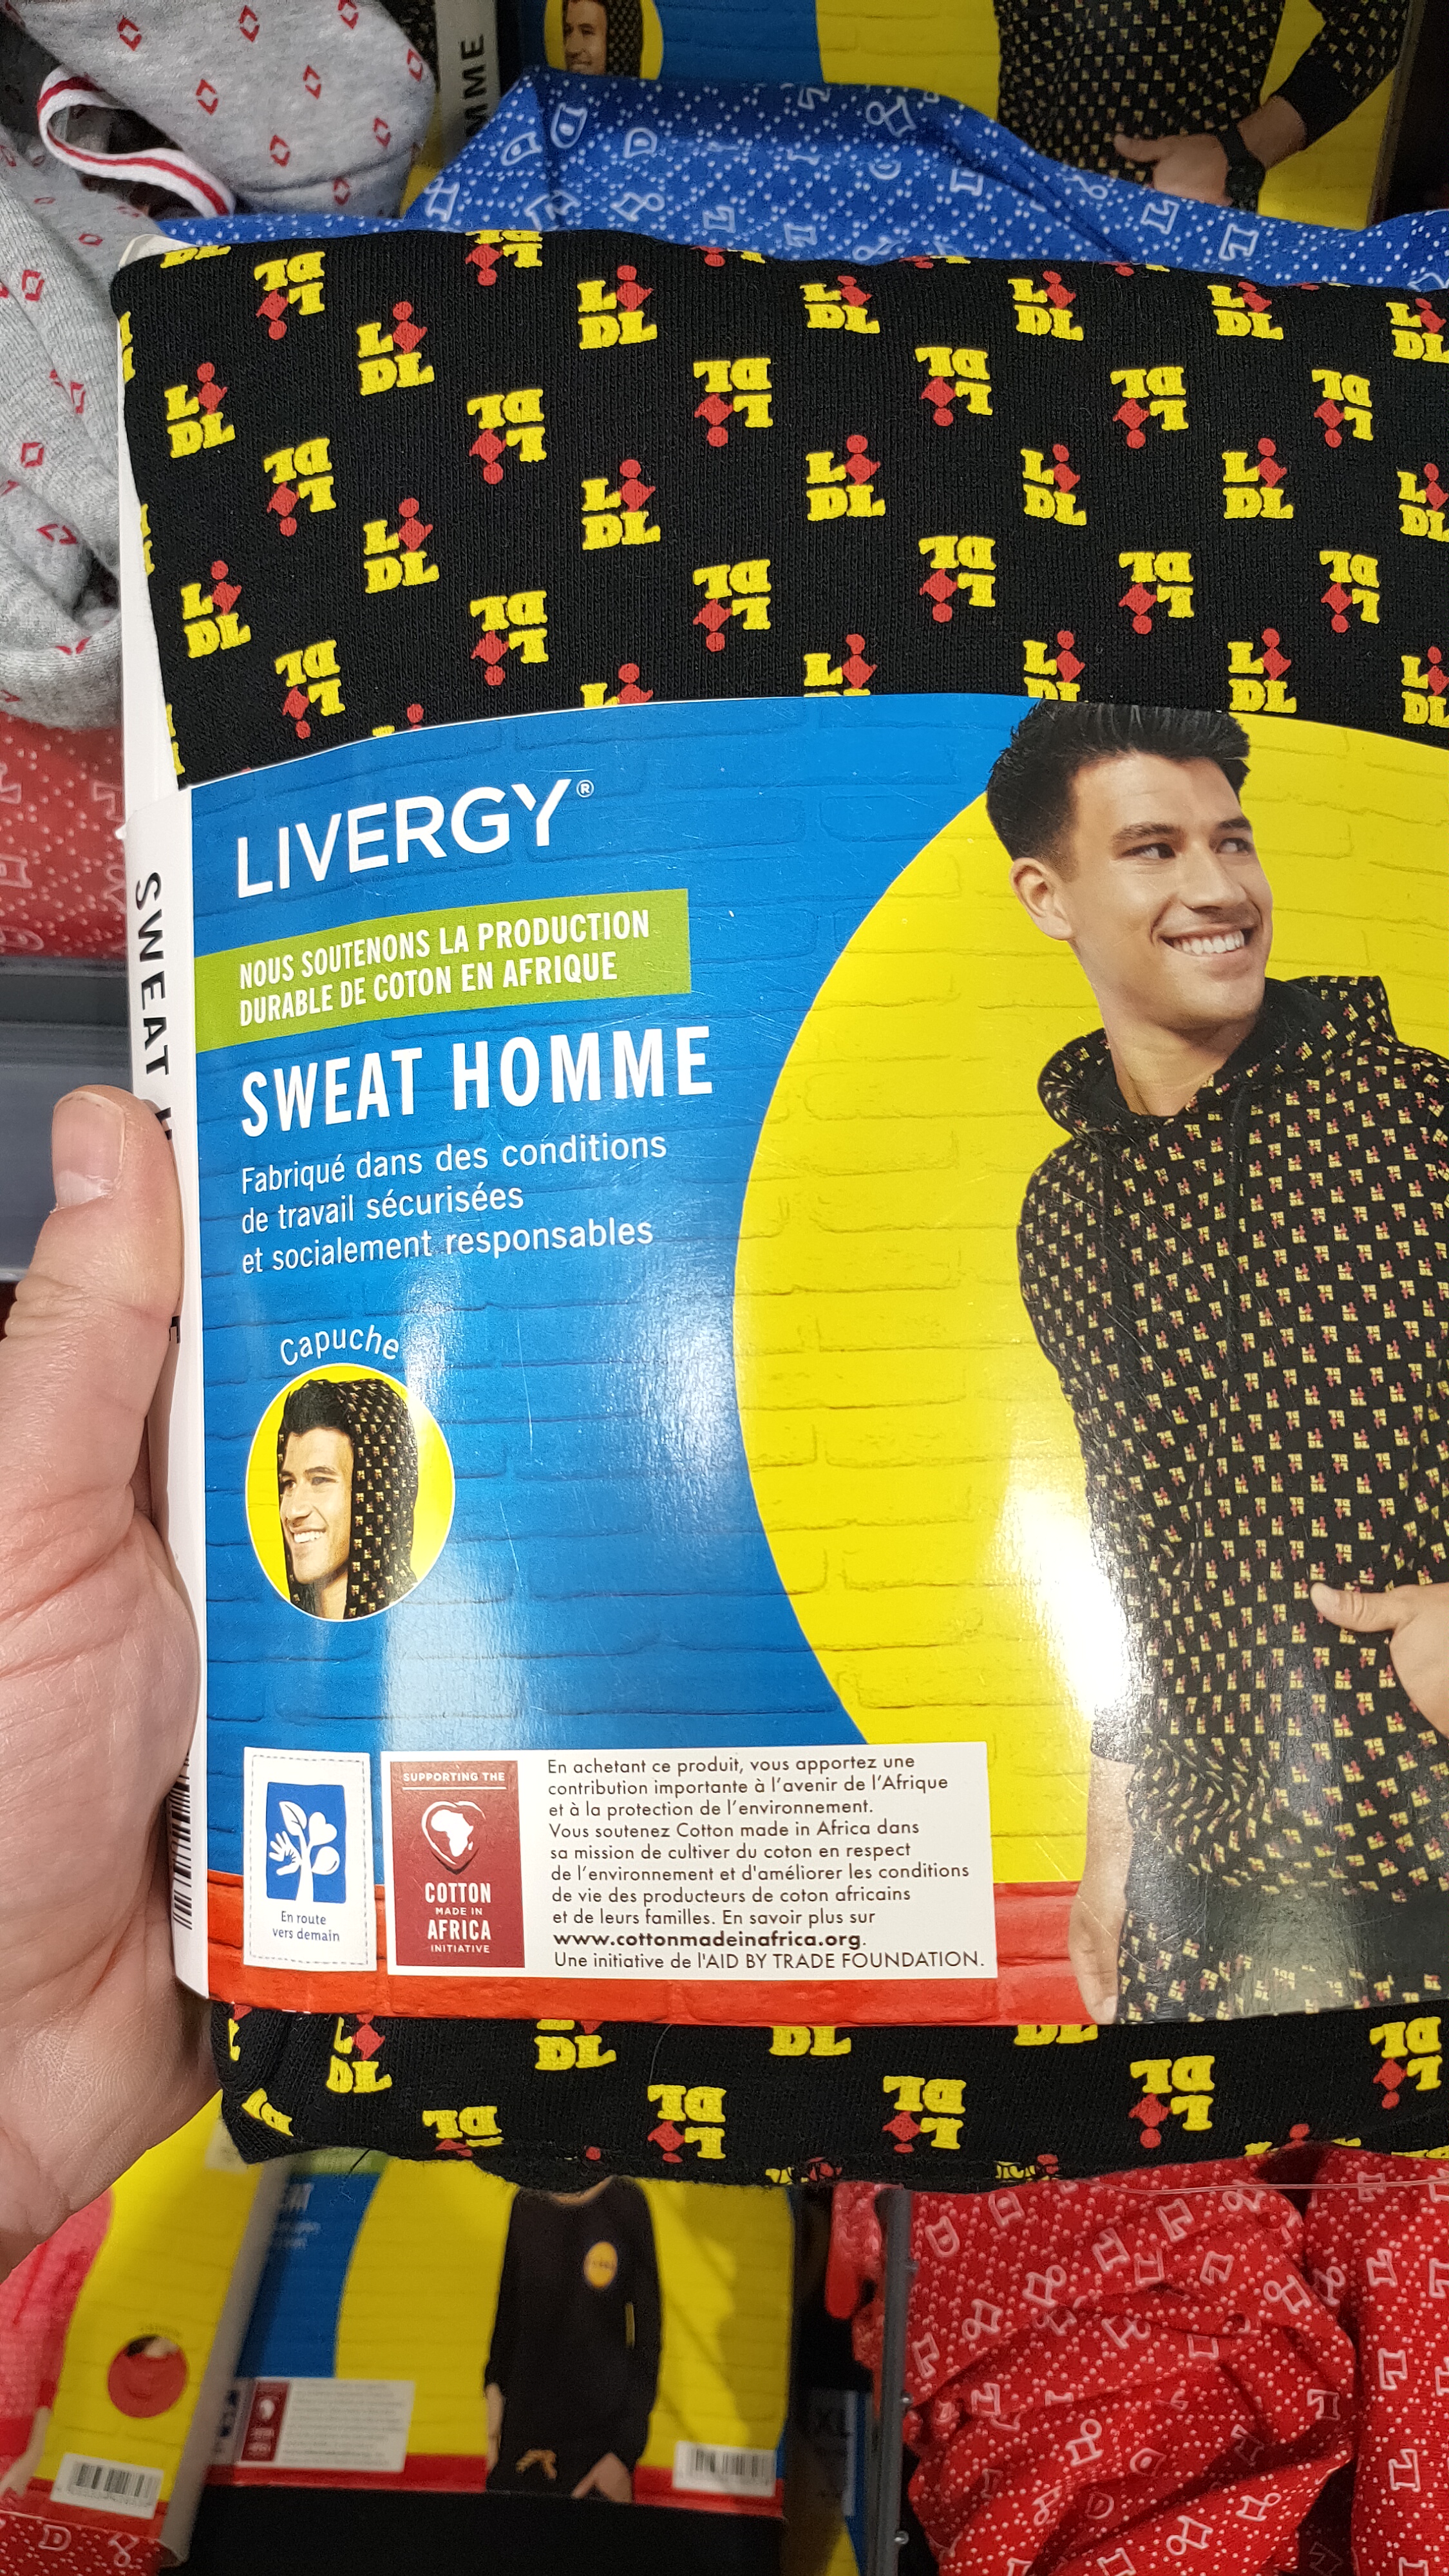 LIVERGY®
NOUS SOUTENONS LA PRODUCTION
DURABLE DE COTON EN AFRIQUE
SWEAT HOMME
Fabriqué dans des conditions
de travail sécurisées
et socialement responsables
Capuche
En route
vers demain
SUPPORTING THE
COTTON
MADE IN
AFRICA
INITIATIVE
En achetant ce produit, vous apportez une
contribution importante à l'avenir de l'Afrique
et à la protection de l'environnement.
Vous soutenez Cotton made in Africa dans
sa mission de cultiver du coton en respect
de l'environnement et d'améliorer les conditions
de vie des producteurs de coton africains
et de leurs familles. En savoir plus sur
www.cottonmadeinafrica.org.
Une initiative de l'AID BY TRADE FOUNDATION.
SWEAT
LIDL